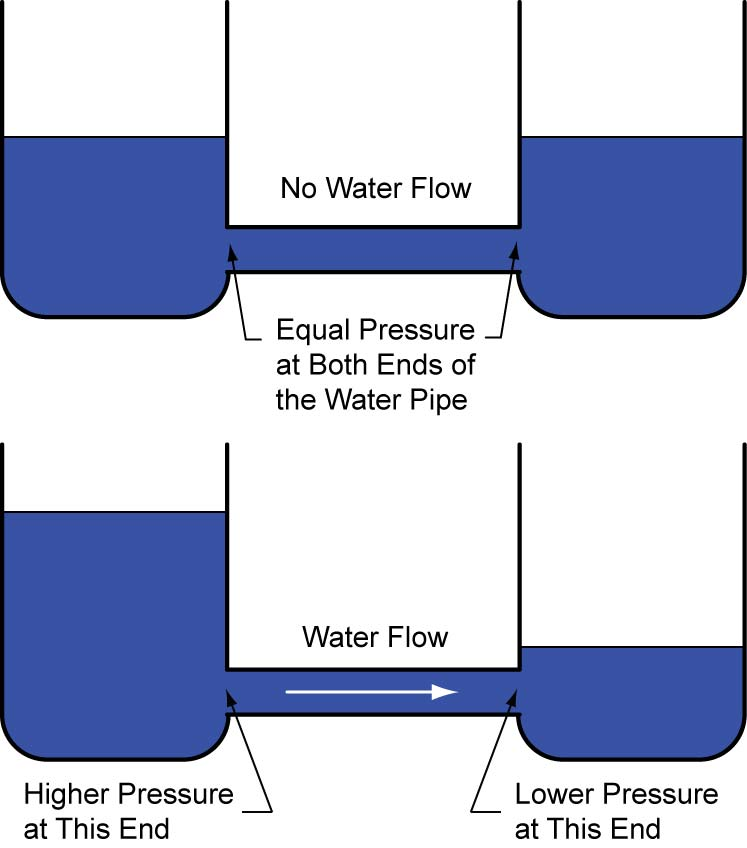 No Water Flow
Equal Pressure
at Both Ends of
the Water Pipe
Water Flow
Higher Pressure
at This End
Lower Pressure
at This End